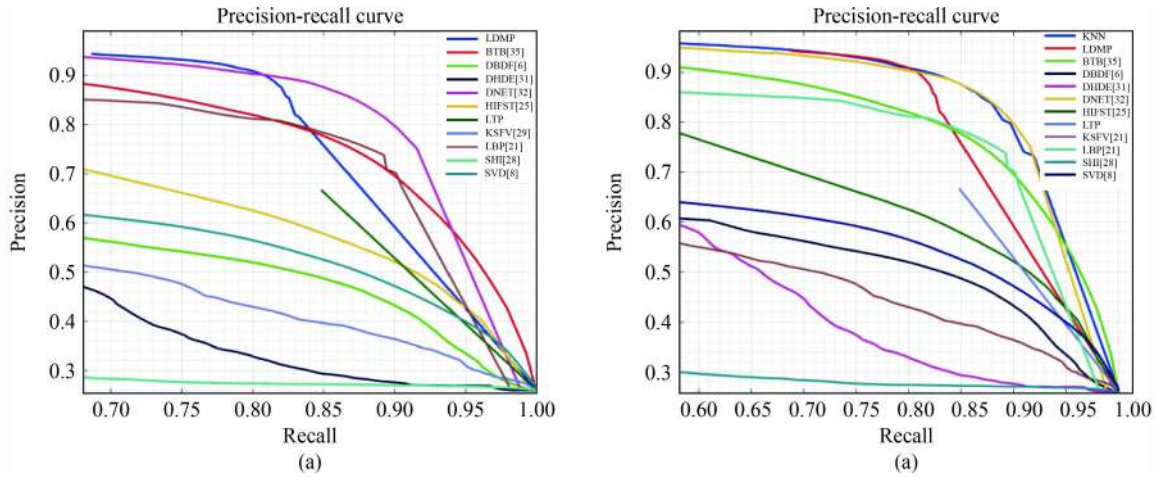 Precision-recall curve
LDMP
BTB[35]
DBDF[6]
DHDE[31]
DNET[32]
HIFST[25]
LTP
KSFV[29]
LBP[21]
SHI[28]
SVD[8]
Precision
0.9
0.8
0.7
0.6
0.5
0.4
0.3
0.70
0.75
0.80
0.85
0.90
0.95
1.00
Recall
(a)
Precision-recall curve
KNN
LDMP
BTB[35]
DBDF[6]
DHDE[31]
DNET[32]
HIFST[25]
LTP
KSFV[21]
LBP[21]
SHI[28]
SVD[8]
Precision
0.9
0.8
0.7
0.6
0.5
0.4
0.3
0.60
0.65
0.70
0.75
0.80
0.85
0.90
0.95
1.00
Recall
(a)